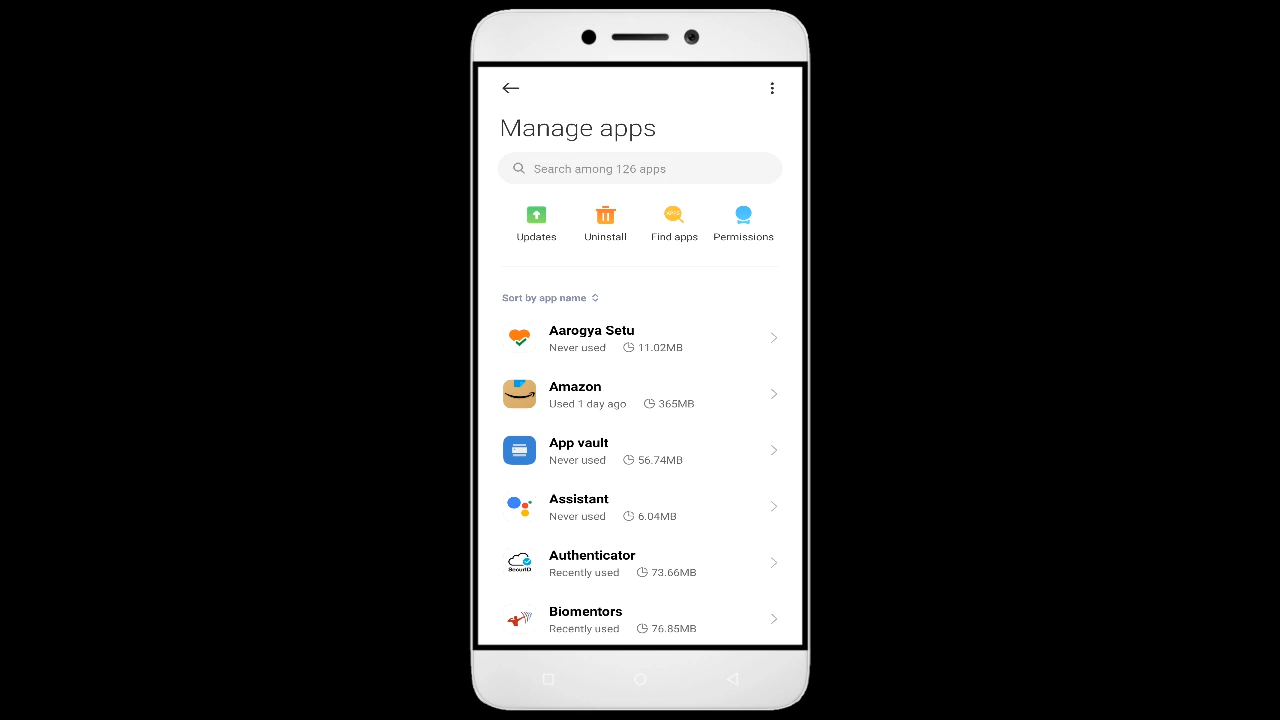 Manage apps
Search among 126 apps
Updates
Uninstall
APPS
Find apps
Permissions
Sort by app name
Aarogya Setu
Never used 11.02MB
Amazon
Used 1 day ago 365MB
App vault
Never used 56.74MB
Assistant
Never used 6.04MB
Authenticator
SecurID
Recently used 73.66MB
Biomentors
Recently used 76.85MB